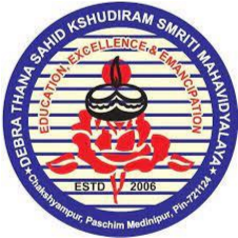 DEBRA THANA SAHID KSHUDIRAM SMRITI MAHAVIDYALAYA
EDUCATION, EXCELLENCE & EMANCIPATION
ESTD 2006
Chakshyampur, Paschim Medinipur, Pin-721124